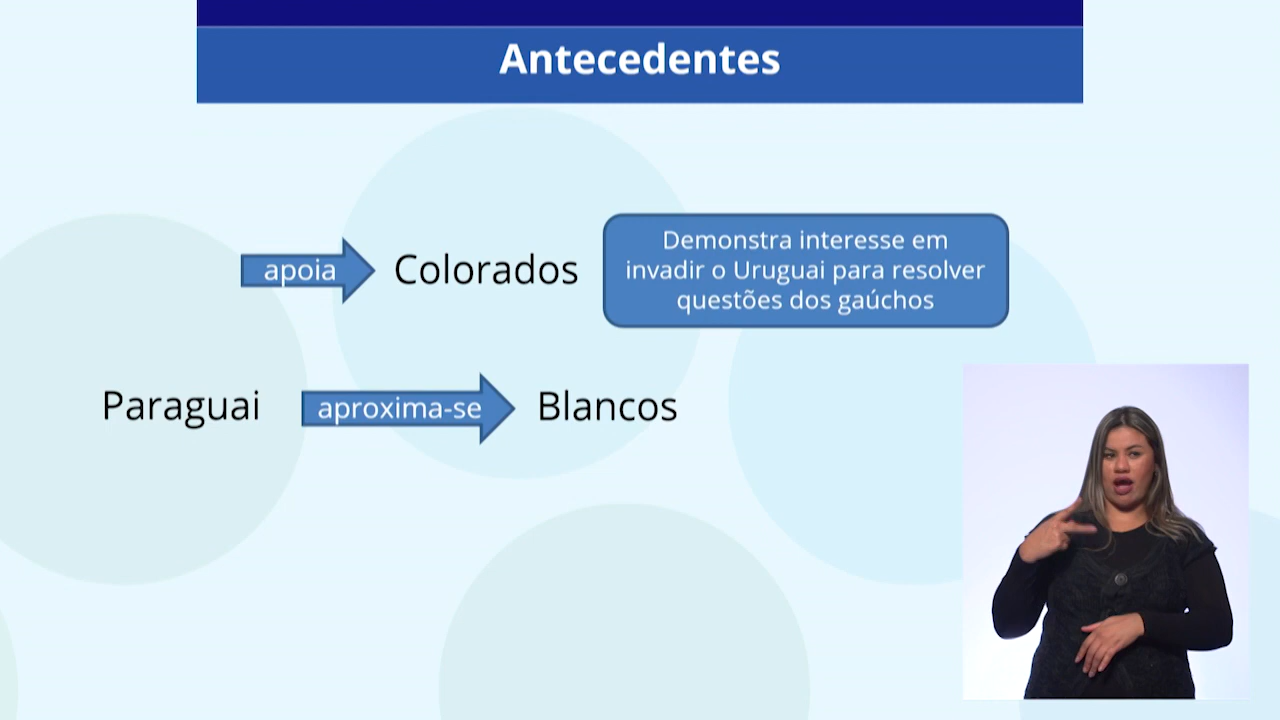 Antecedentes
apoia
Colorados
Demonstra interesse em
invadir o Uruguai para resolver
questões dos gaúchos
Paraguai
aproxima-se
Blancos